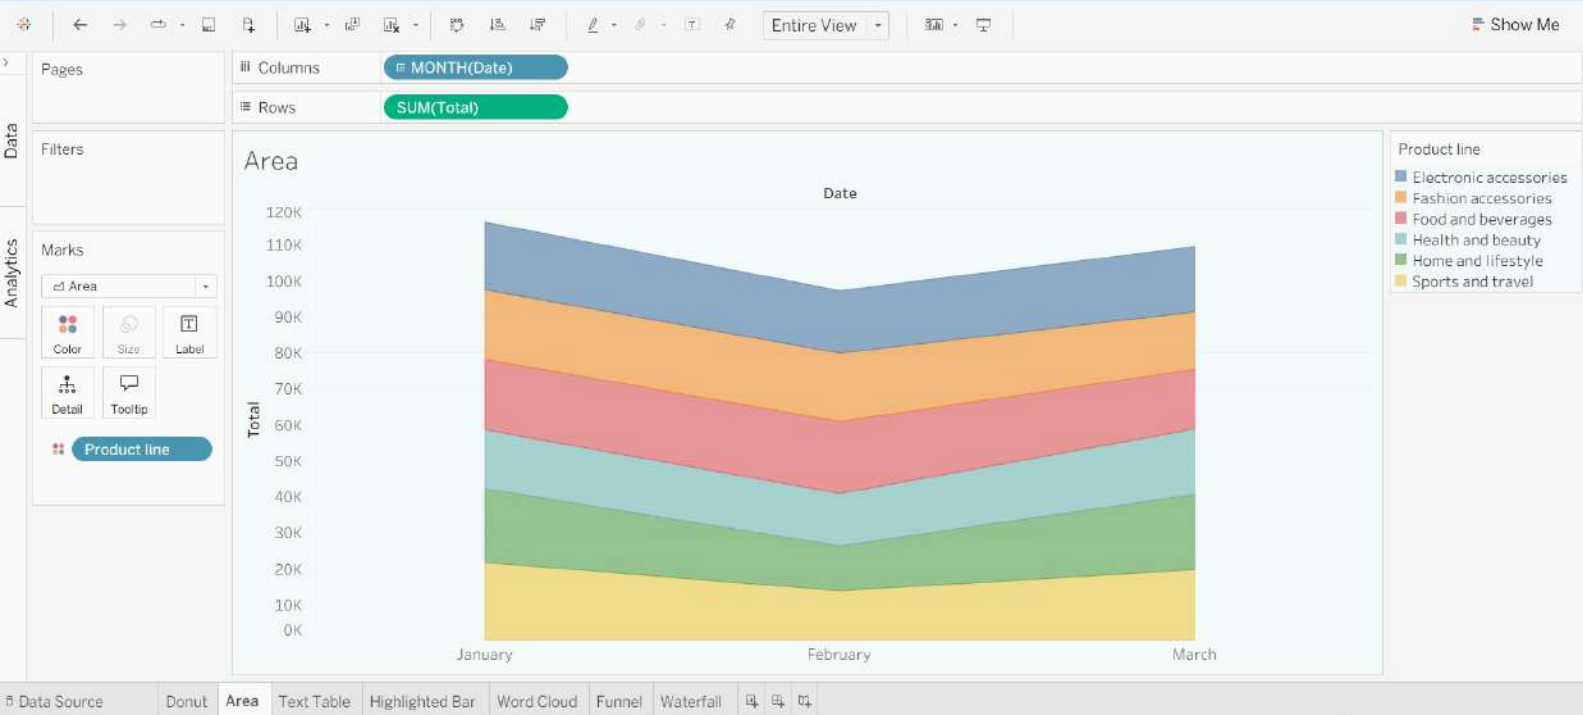 Entire View
Show Me
Pages
Columns
MONTH(Date)
Rows
SUM(Total)
Data
Analytics
Filters
Marks
Area
Color
Size
Label
Detail
Tooltip
Product line
Area
Date
Total
120K
110K
100K
90K
80K
70K
60K
50K
40K
30K
20K
10K
0K
January February March
Product line
Electronic accessories
Fashion accessories
Food and beverages
Health and beauty
Home and lifestyle
Sports and travel
Data Source Donut Area Text Table Highlighted Bar Word Cloud Funnel Waterfall